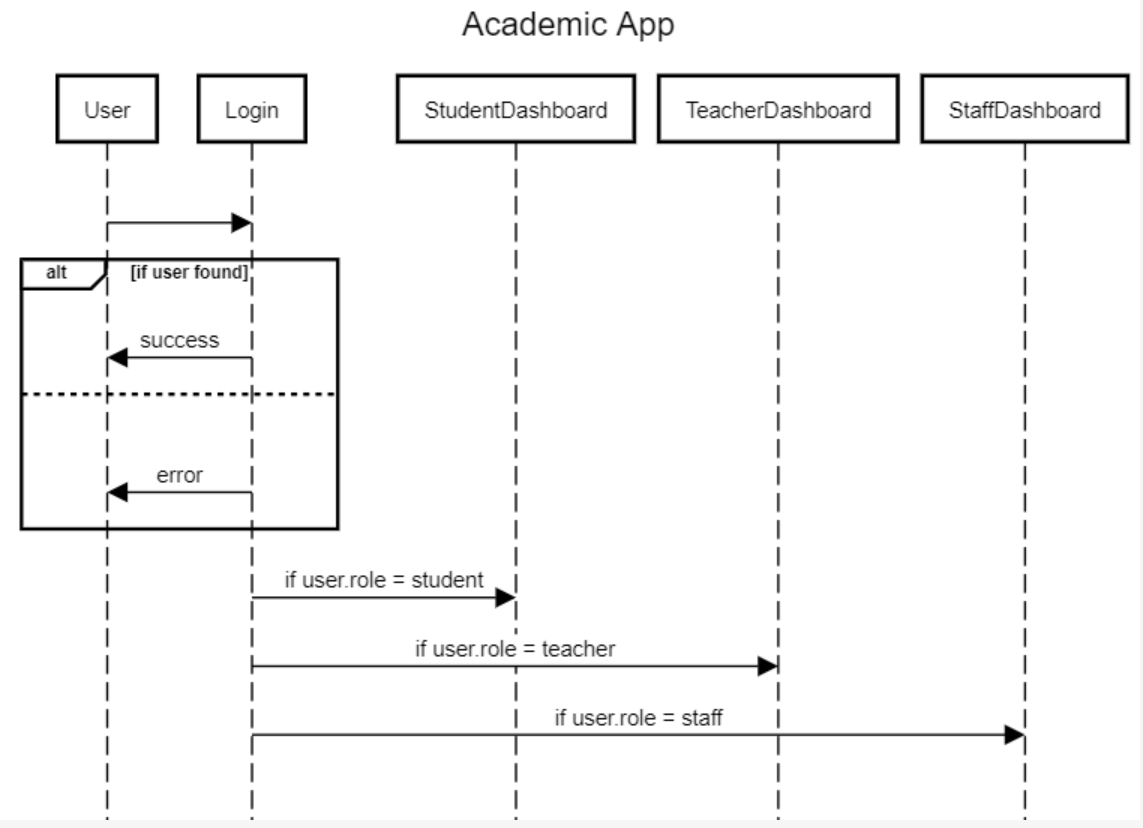 Academic App
User
Login
StudentDashboard
TeacherDashboard
StaffDashboard
alt
[if user found]
success
error
if user.role = student
if user.role = teacher
if user.role = staff